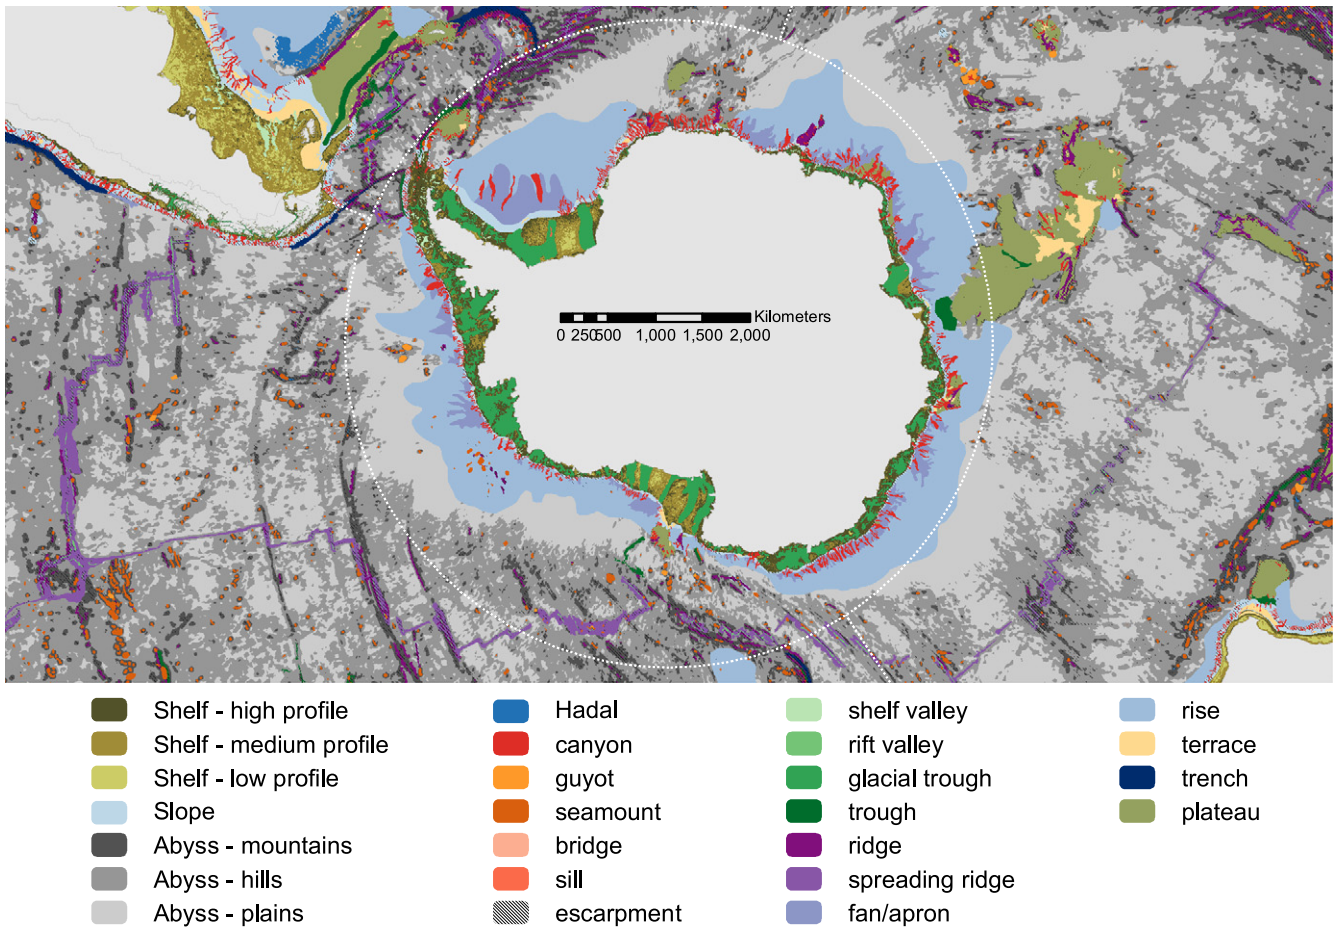 Kilometers
0 250 500 1,000 1,500 2,000
Shelf - high profile
Shelf - medium profile
Shelf - low profile
Slope
Abyss - mountains
Abyss - hills
Abyss - plains
Hadal
canyon
guyot
seamount
bridge
sill
escarpment
shelf valley
rift valley
glacial trough
trough
ridge
spreading ridge
fan/apron
rise
terrace
trench
plateau